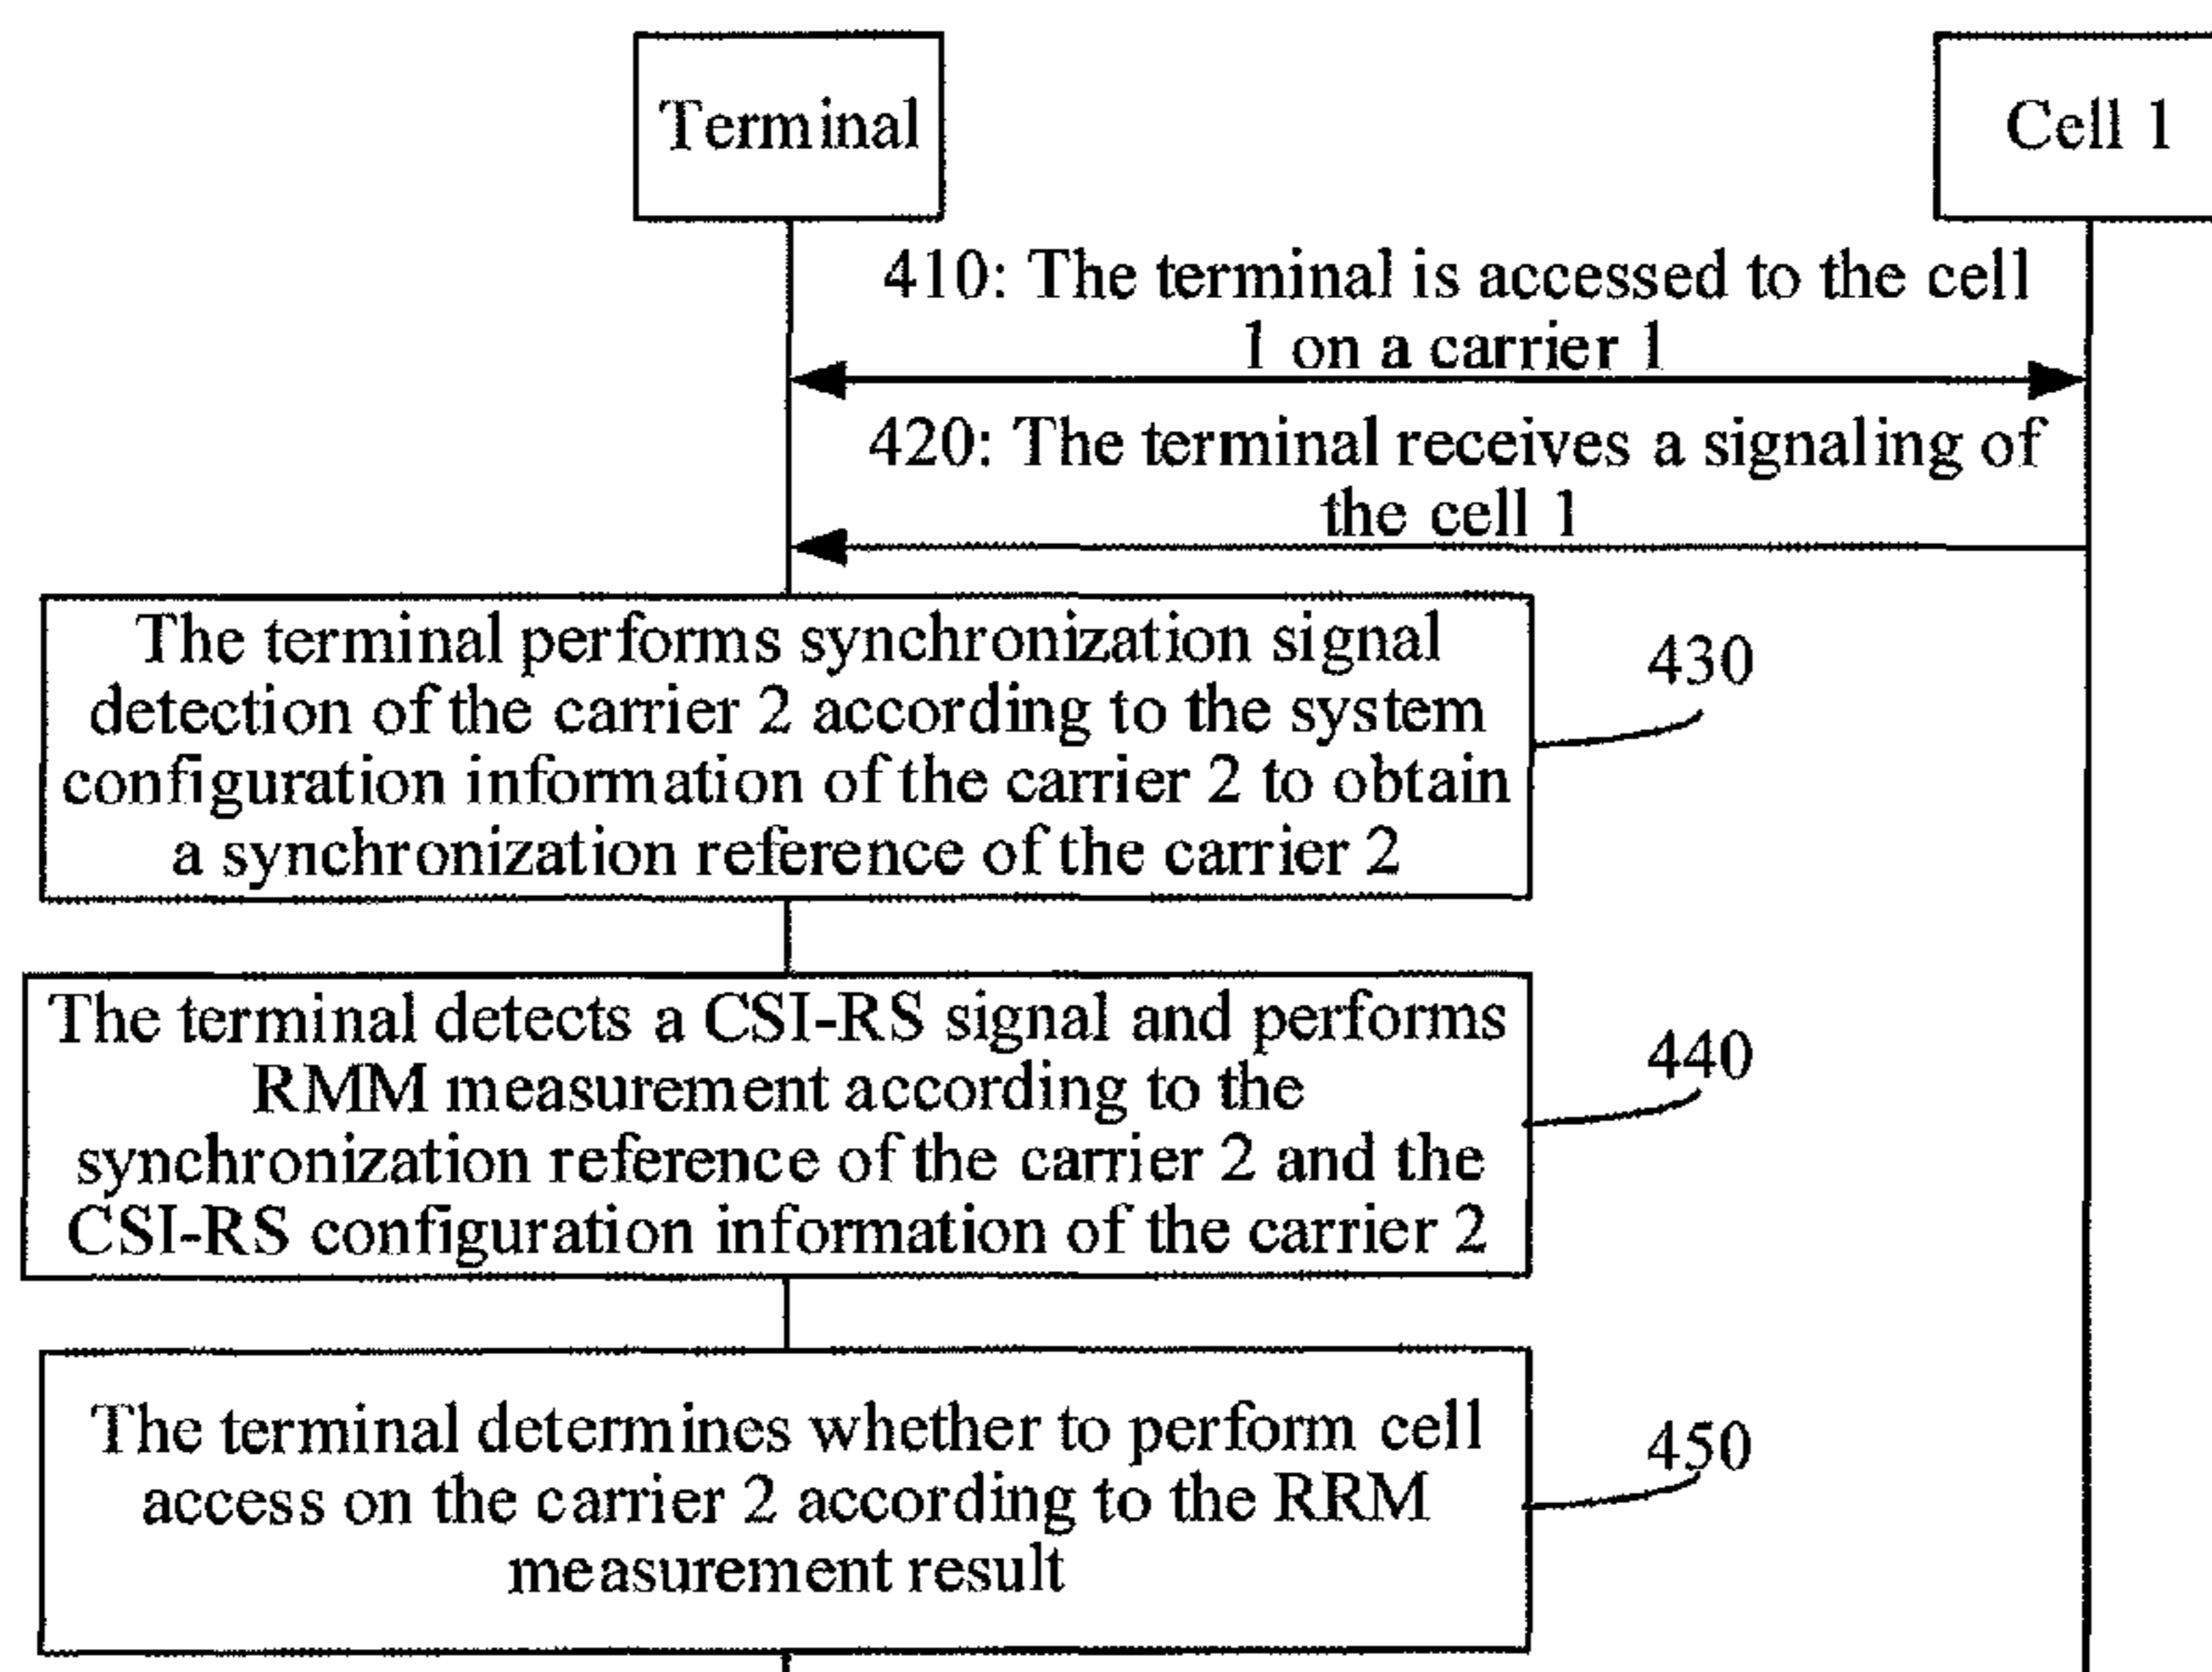 Terminal
Cell 1
410: The terminal is accessed to the cell
1 on a carrier 1
420: The terminal receives a signaling of
the cell 1
The terminal performs synchronization signal
detection of the carrier 2 according to the system
configuration information of the carrier 2 to obtain
a synchronization reference of the carrier 2
430
The terminal detects a CSI-RS signal and performs
RMM measurement according to the
synchronization reference of the carrier 2 and the
CSI-RS configuration information of the carrier 2
440
The terminal determines whether to perform cell
access on the carrier 2 according to the RRM
measurement result
450